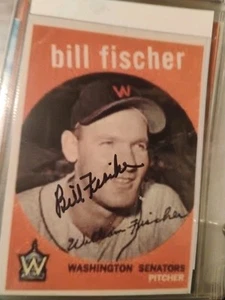 bill fischer
W
Bill Fischer
William Fischer
W
WASHINGTON SENATORS
PITCHER